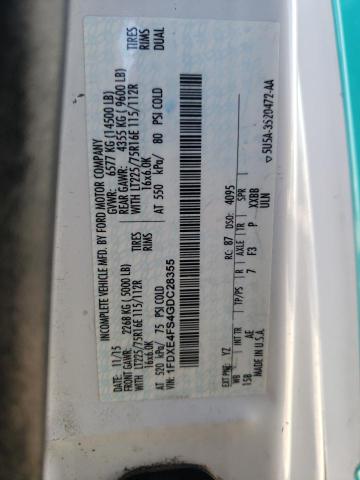 INCOMPLETE VEHICLE MFD. BY FORD MOTOR COMPANY
DATE: 11/15 GVWR: 6577 KG (14500 LB)
FRONT GAWR: 2268 KG (5000 LB) REAR GAWR: 4355 KG (9600 LB)
WITH LT225/75R16E 115/112R TIRES WITH LT225/75R16E 115/112R TIRES
16x6.0K RIMS 16x6.0K RIMS
AT 520 kPa/ 75 PSI COLD AT 550 kPa/ 80 PSI COLD DUAL
VIN: 1FDXE4FS4GDC28355
EXT PNT: YZ RC: 87 DSO: 4095
WB INT TR TP/PS R AXLE TR SPR
158 AE 7 F3 P XXBB
MADE IN U.S.A. ULN
5U5A-3520472-AA